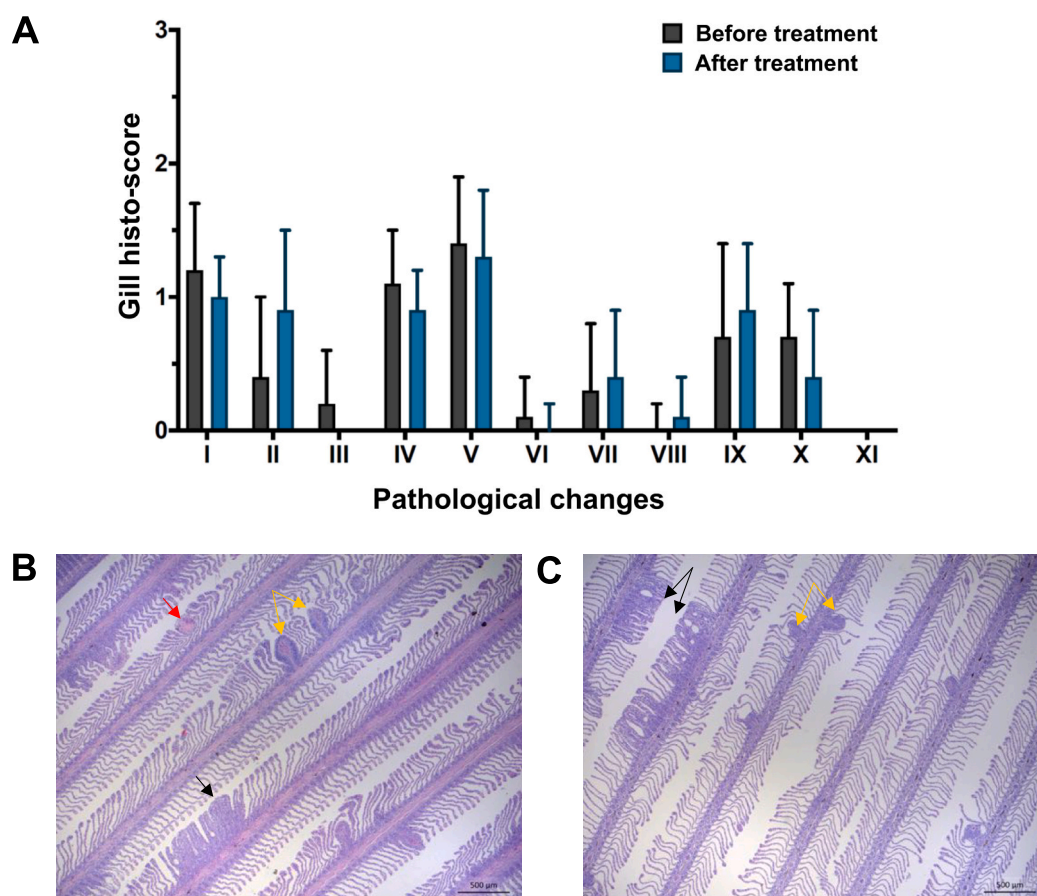 A
3
Before treatment
After treatment
2
Gill histo-score
1
0
I II III IV V VI VII VIII IX X XI
Pathological changes
B
C
500 µm
500 µm